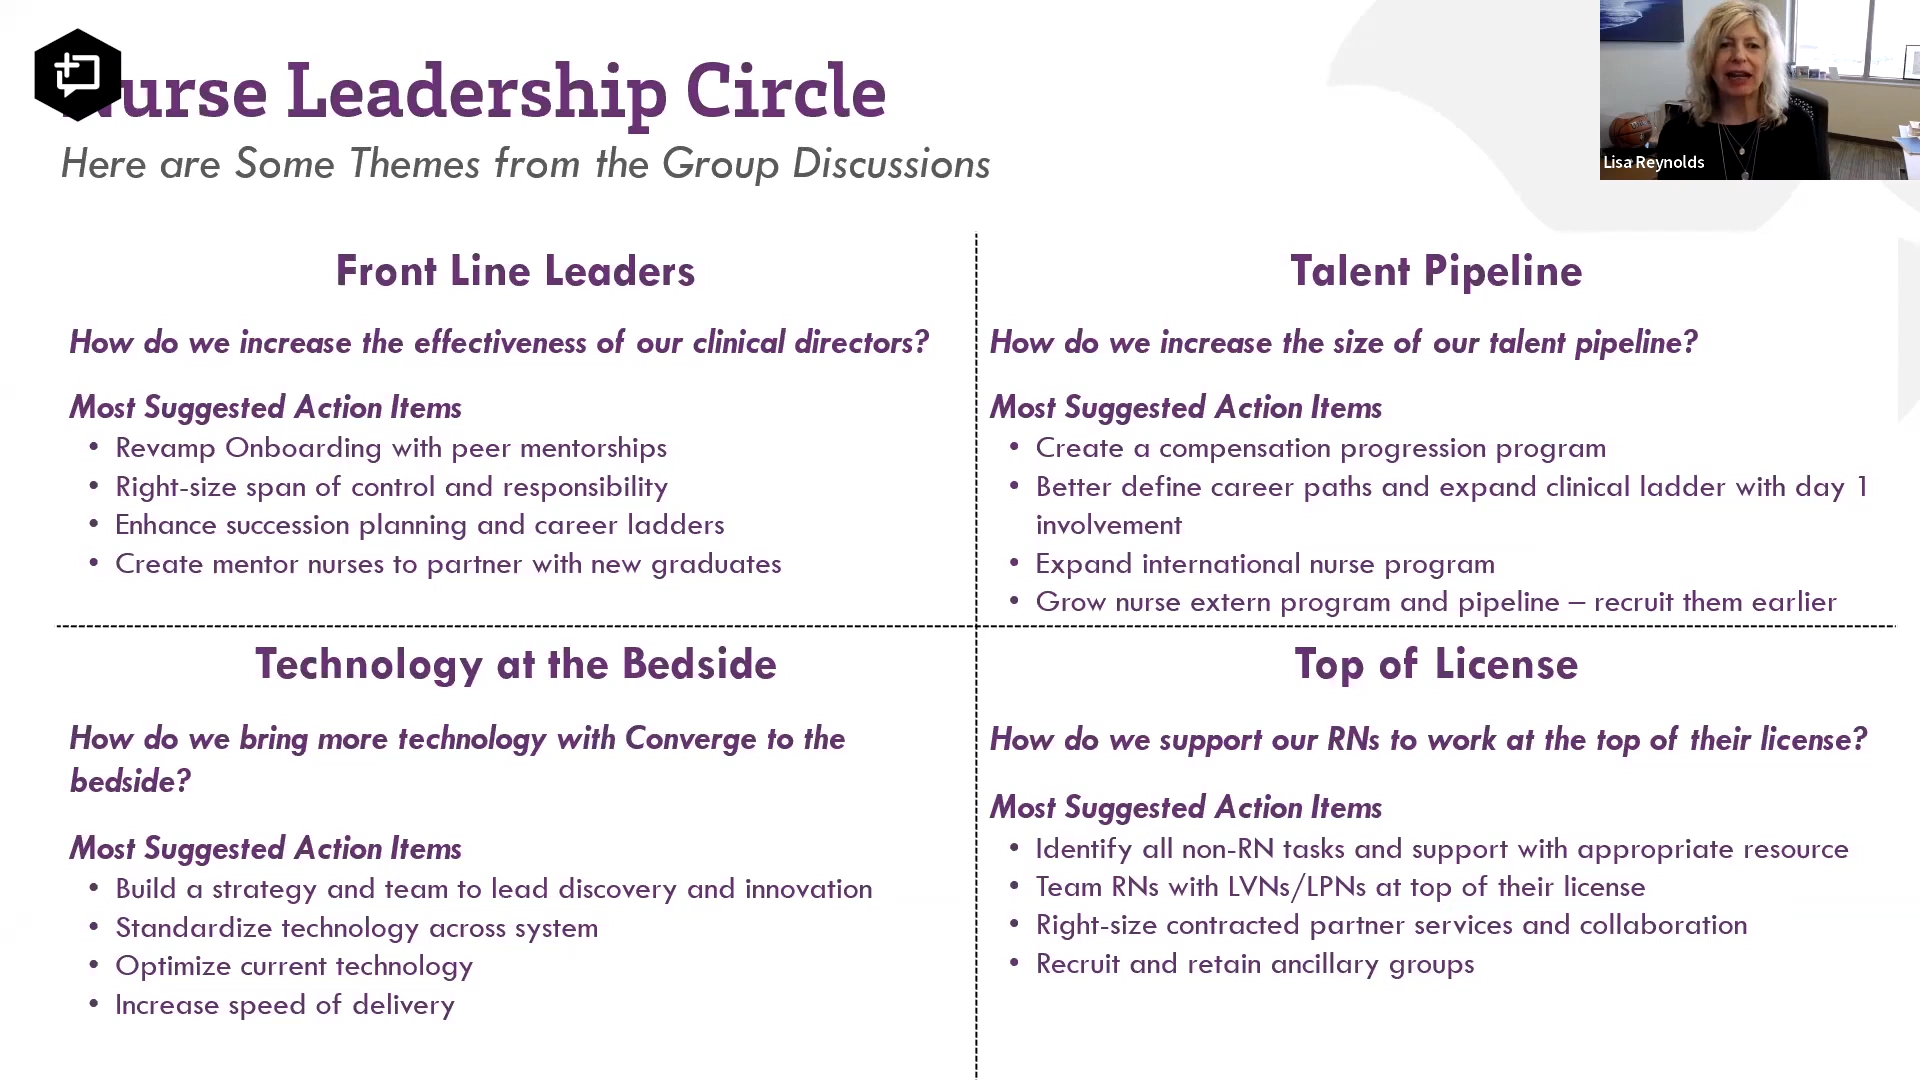 Nurse Leadership Circle
Here are Some Themes from the Group Discussions
Lisa Reynolds
Front Line Leaders
How do we increase the effectiveness of our clinical directors?
Most Suggested Action Items
• Revamp Onboarding with peer mentorships
• Right-size span of control and responsibility
• Enhance succession planning and career ladders
• Create mentor nurses to partner with new graduates
Talent Pipeline
How do we increase the size of our talent pipeline?
Most Suggested Action Items
• Create a compensation progression program
• Better define career paths and expand clinical ladder with day 1
involvement
• Expand international nurse program
• Grow nurse extern program and pipeline – recruit them earlier
Technology at the Bedside
How do we bring more technology with Converge to the
bedside?
Most Suggested Action Items
• Build a strategy and team to lead discovery and innovation
• Standardize technology across system
• Optimize current technology
• Increase speed of delivery
Top of License
How do we support our RNs to work at the top of their license?
Most Suggested Action Items
• Identify all non-RN tasks and support with appropriate resource
• Team RNs with LVNs/LPNs at top of their license
• Right-size contracted partner services and collaboration
• Recruit and retain ancillary groups